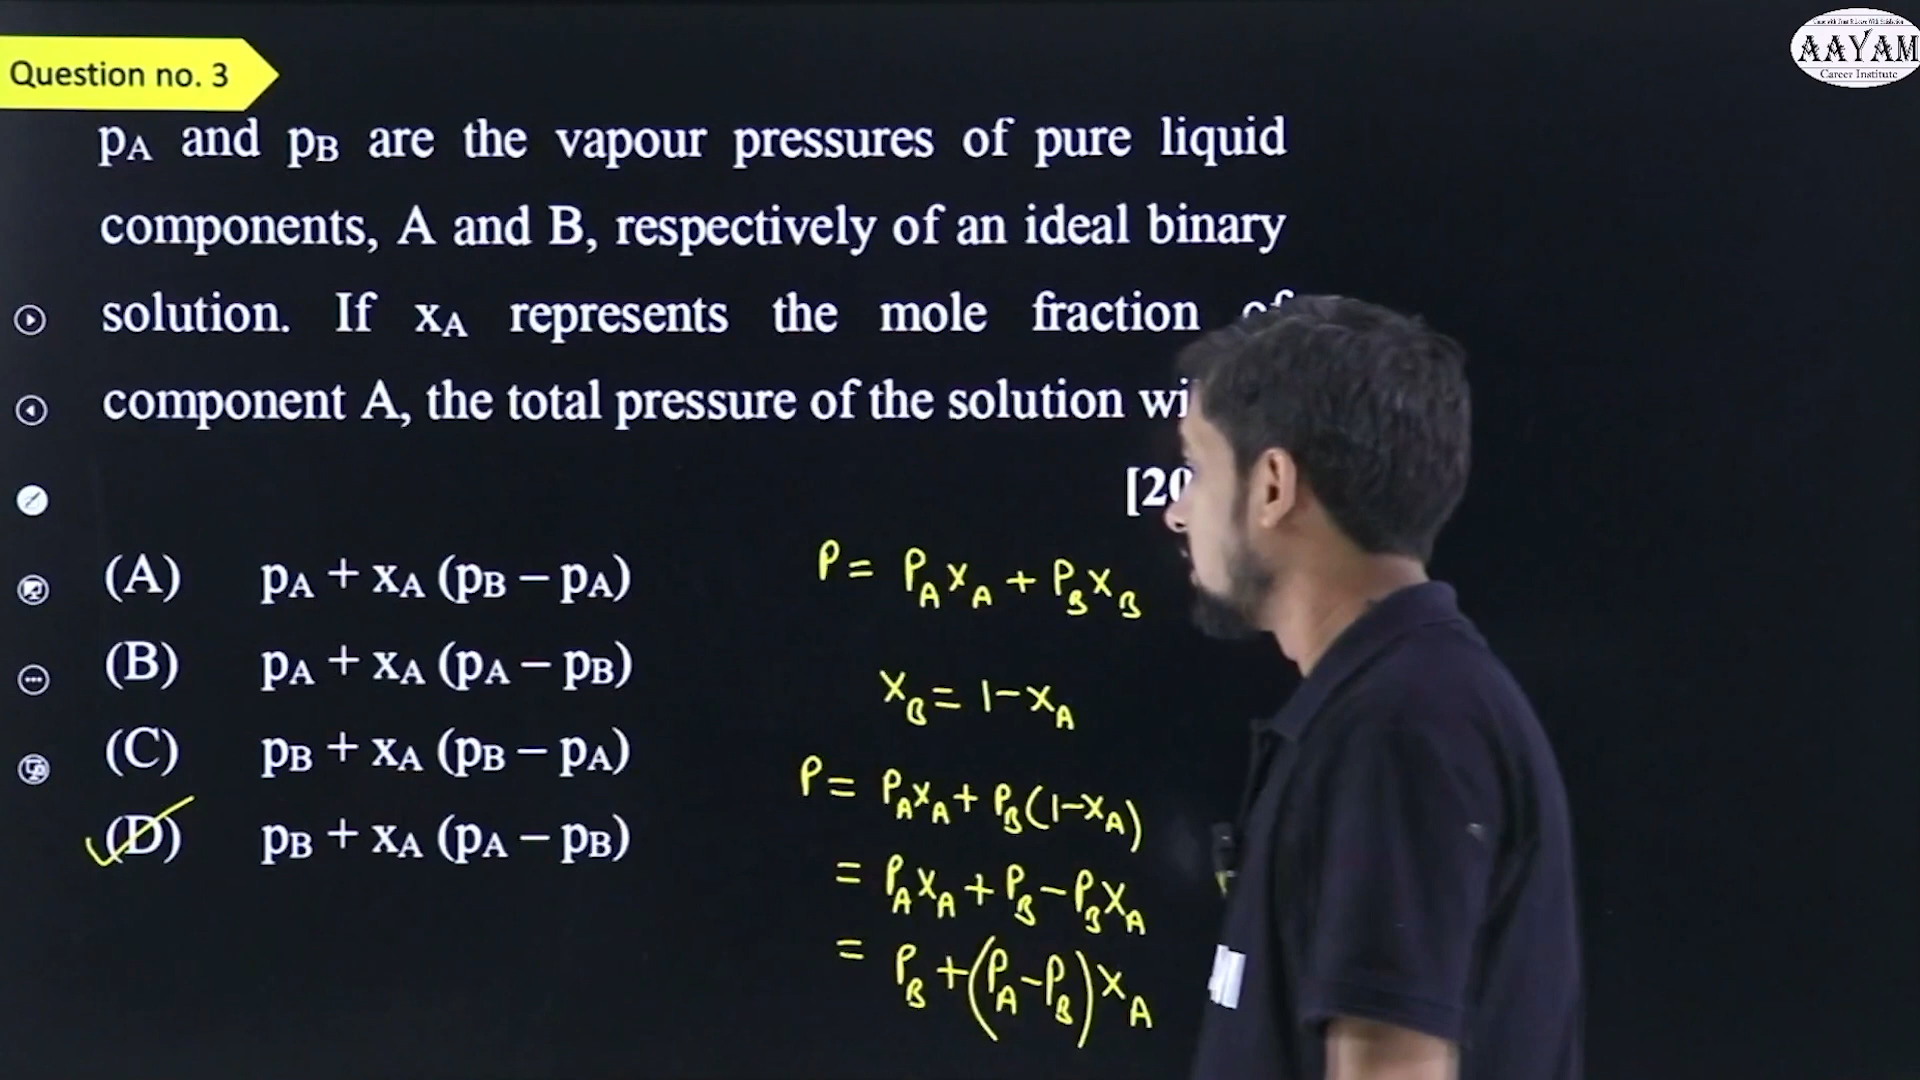 Question no. 3
AAYAM
Career Institute
pA and pB are the vapour pressures of pure liquid
components, A and B, respectively of an ideal binary
solution. If xA represents the mole fraction of
component A, the total pressure of the solution
(A) pA + xA (pB – pA)
(B) pA + xA (pA – pB)
(C) pB + xA (pB – pA)
(D) pB + xA (pA – pB)
P = PAXA + PBXB
XB = 1-XA
P = PAXA + PB(1-XA)
= PAXA + PB - PBXA
= PB + (PA-PB)XA